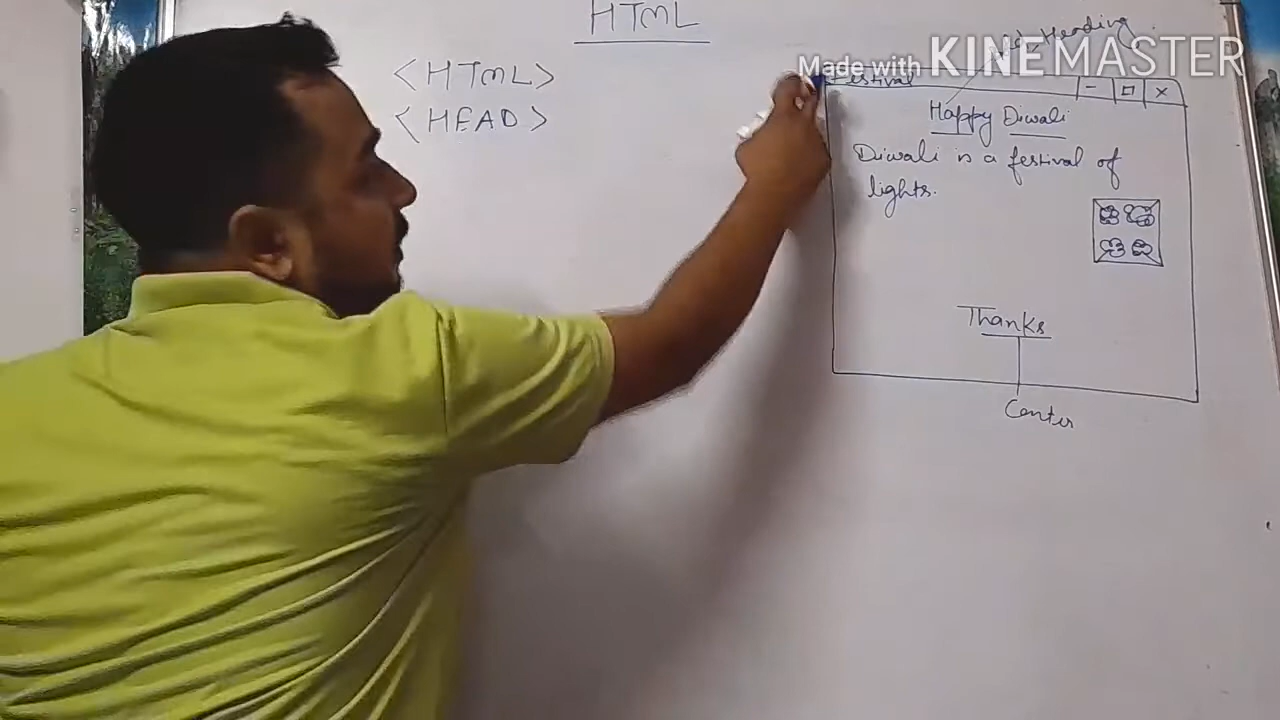 HTML
<HTML>
<HEAD>
Heading
Made with KINEMASTER
Festival
Happy Diwali
Diwali is a festival of
lights.
Thanks
Center